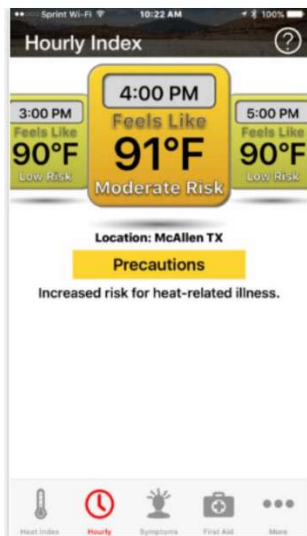 Sprint Wi-Fi 10:22 AM 100%
Hourly Index ?
3:00 PM
Feels Like
90°F
Low Risk
4:00 PM
Feels Like
91°F
Moderate Risk
5:00 PM
Feels Like
90°F
Low Risk
Location: McAllen TX
Precautions
Increased risk for heat-related illness.
Heat Index Hourly Symptoms First Aid More